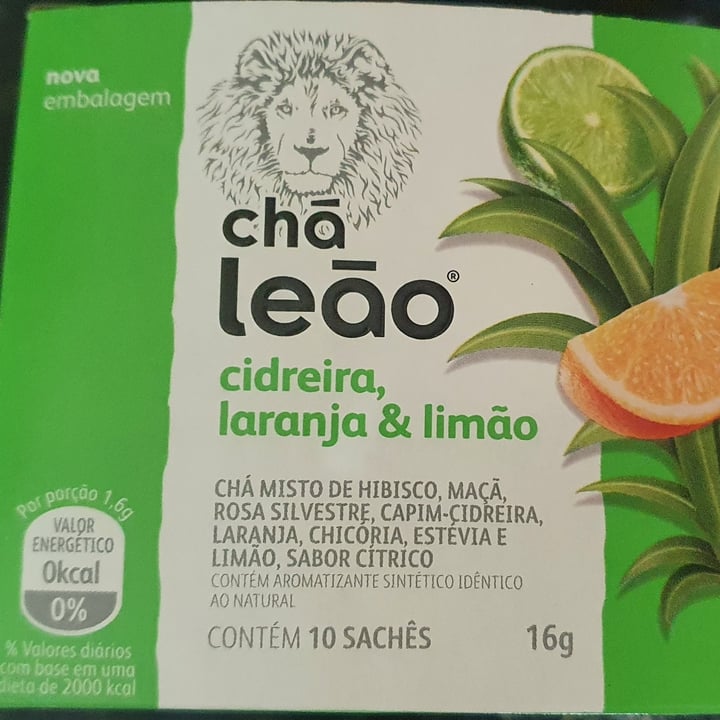 nova
embalagem
chá
leão®
cidreira,
laranja & limão
CHÁ MISTO DE HIBISCO, MAÇÃ,
ROSA SILVESTRE, CAPIM-CIDREIRA,
LARANJA, CHICÓRIA, ESTÉVIA E
LIMÃO, SABOR CÍTRICO
CONTÉM AROMATIZANTE SINTÉTICO IDÊNTICO
AO NATURAL
CONTÉM 10 SACHÊS 16g
Por porção 1,6g
VALOR
ENERGÉTICO
0kcal
0%
% Valores diários
com base em uma
dieta de 2000 kcal